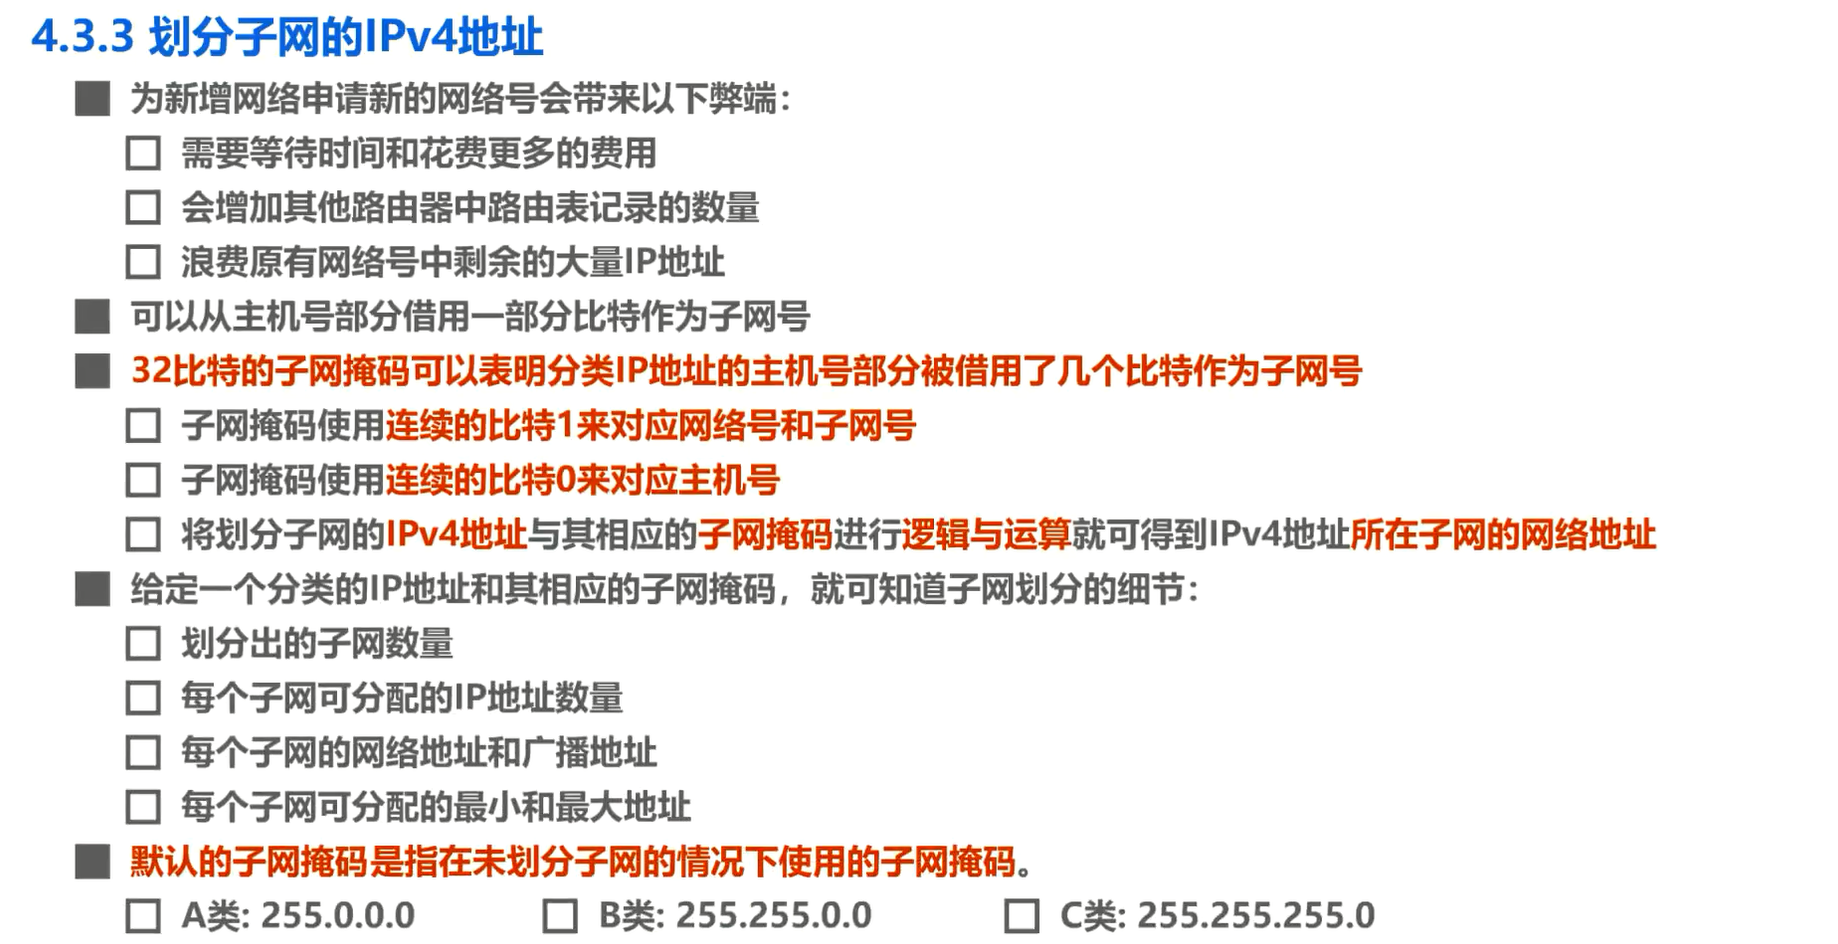 4.3.3 划分子网的IPv4地址
为新增网络申请新的网络号会带来以下弊端：
需要等待时间和花费更多的费用
会增加其他路由器中路由表记录的数量
浪费原有网络号中剩余的大量IP地址
可以从主机号部分借用一部分比特作为子网号
32比特的子网掩码可以表明分类IP地址的主机号部分被借用了几个比特作为子网号
子网掩码使用连续的比特1来对应网络号和子网号
子网掩码使用连续的比特0来对应主机号
将划分子网的IPv4地址与其相应的子网掩码进行逻辑与运算就可得到IPv4地址所在子网的网络地址
给定一个分类的IP地址和其相应的子网掩码，就可知道子网划分的细节：
划分出的子网数量
每个子网可分配的IP地址数量
每个子网的网络地址和广播地址
每个子网可分配的最小和最大地址
默认的子网掩码是指在未划分子网的情况下使用的子网掩码。
A类: 255.0.0.0 B类: 255.255.0.0 C类: 255.255.255.0